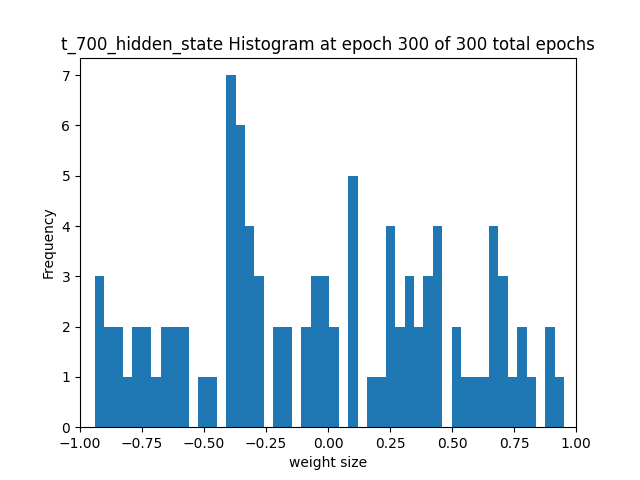 t_700_hidden_state Histogram at epoch 300 of 300 total epochs
7
6
5
4
3
2
1
0
Frequency
−1.00 −0.75 −0.50 −0.25 0.00 0.25 0.50 0.75 1.00
weight size